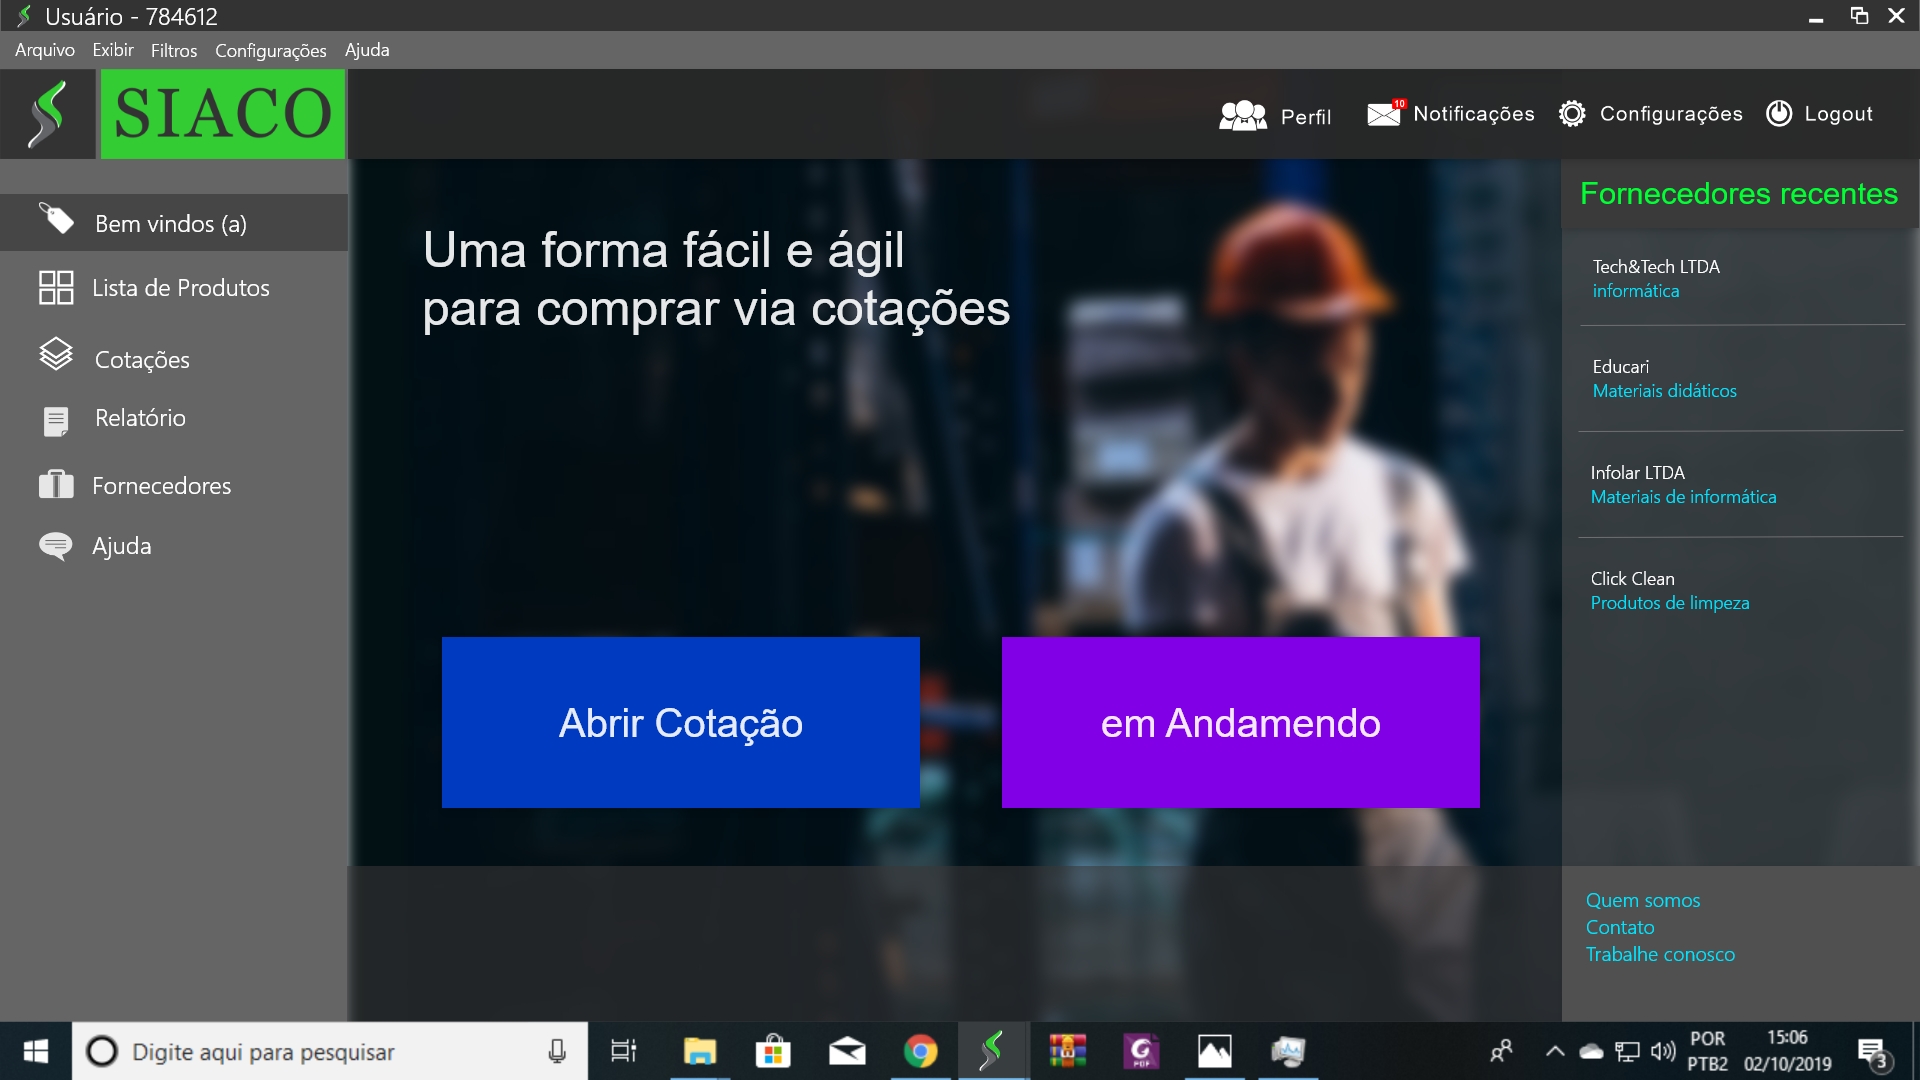 Usuário - 784612
Arquivo Exibir Filtros Configurações Ajuda
SIACO
Perfil 10 Notificações Configurações Logout
Bem vindos (a)
Lista de Produtos
Cotações
Relatório
Fornecedores
Ajuda
Uma forma fácil e ágil
para comprar via cotações
Abrir Cotação
em Andamendo
Fornecedores recentes
Tech&Tech LTDA
informática
Educari
Materiais didáticos
Infolar LTDA
Materiais de informática
Click Clean
Produtos de limpeza
Quem somos
Contato
Trabalhe conosco
Digite aqui para pesquisar
G
PDF
POR
PTB2
15:06
02/10/2019
3